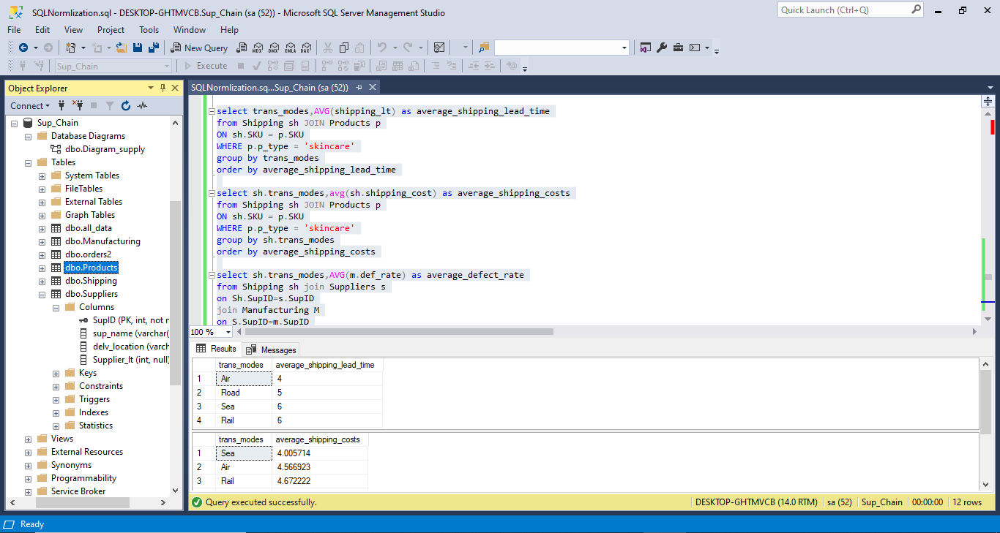 SQLNormlization.sql - DESKTOP-GHTMVCB.Sup_Chain (sa (52)) - Microsoft SQL Server Management Studio
Quick Launch (Ctrl+Q)
File Edit View Project Tools Window Help
New Query MDX DMX XMLA DAX
Sup_Chain Execute
Object Explorer
Connect
Sup_Chain
Database Diagrams
dbo.Diagram_supply
Tables
System Tables
FileTables
External Tables
Graph Tables
dbo.all_data
dbo.Manufacturing
dbo.orders2
dbo.Products
dbo.Shipping
dbo.Suppliers
Columns
SupID (PK, int, not n
sup_name (varchar(
delv_location (varch
Supplier_lt (int, null)
Keys
Constraints
Triggers
Indexes
Statistics
Views
External Resources
Synonyms
Programmability
Service Broker
SQLNormlization.sq...Sup_Chain (sa (52))
select trans_modes,AVG(shipping_lt) as average_shipping_lead_time
from Shipping sh JOIN Products p
ON sh.SKU = p.SKU
WHERE p.p_type = 'skincare'
group by trans_modes
order by average_shipping_lead_time
select sh.trans_modes,avg(sh.shipping_cost) as average_shipping_costs
from Shipping sh JOIN Products p
ON sh.SKU = p.SKU
WHERE p.p_type = 'skincare'
group by sh.trans_modes
order by average_shipping_costs
select sh.trans_modes,AVG(m.def_rate) as average_defect_rate
from Shipping sh join Suppliers s
on Sh.SupID=s.SupID
join Manufacturing M
on S.SupID=m.SupID
100 %
Results Messages
trans_modes average_shipping_lead_time
1 Air 4
2 Road 5
3 Sea 6
4 Rail 6
trans_modes average_shipping_costs
1 Sea 4.005714
2 Air 4.566923
3 Rail 4.672222
Query executed successfully.
DESKTOP-GHTMVCB (14.0 RTM) sa (52) Sup_Chain 00:00:00 12 rows
Ready